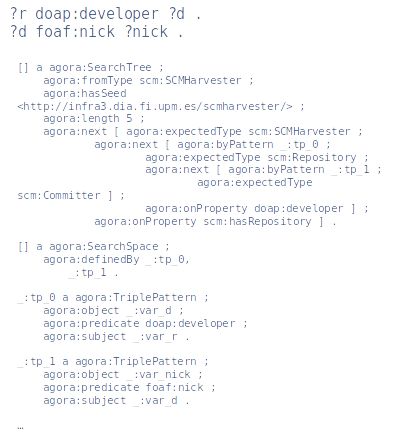 ?r doap:developer ?d .
?d foaf:nick ?nick .
[] a agora:SearchTree ;
agora:fromType scm:SCMHarvester ;
agora:hasSeed
<http://infra3.dia.fi.upm.es/scmharvester/> ;
agora:length 5 ;
agora:next [ agora:expectedType scm:SCMHarvester ;
agora:next [ agora:byPattern _:tp_0 ;
agora:expectedType scm:Repository ;
agora:next [ agora:byPattern _:tp_1 ;
agora:expectedType
scm:Committer ] ;
agora:onProperty doap:developer ] ;
agora:onProperty scm:hasRepository ] .
[] a agora:SearchSpace ;
agora:definedBy _:tp_0,
_:tp_1 .
_:tp_0 a agora:TriplePattern ;
agora:object _:var_d ;
agora:predicate doap:developer ;
agora:subject _:var_r .
_:tp_1 a agora:TriplePattern ;
agora:object _:var_nick ;
agora:predicate foaf:nick ;
agora:subject _:var_d .
…